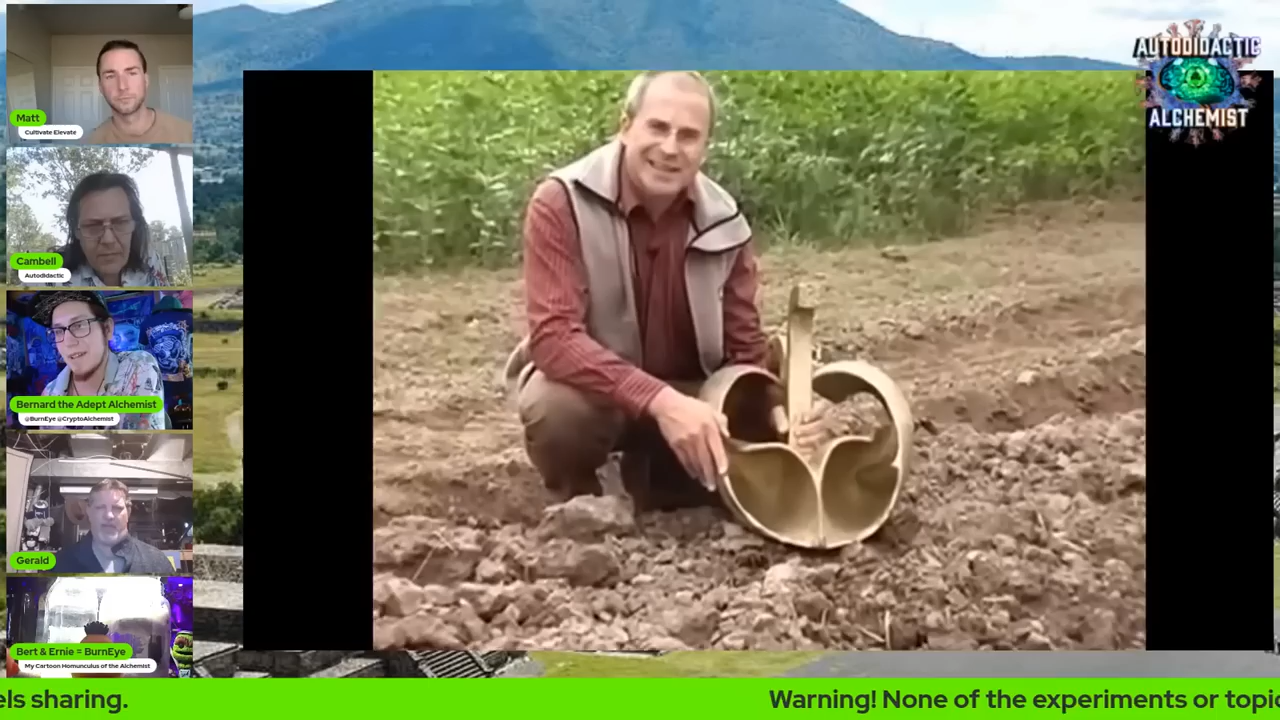 Matt
Cultivate Elevate
Cambell
Autodidactic
Bernard the Adept Alchemist
@BurnEye @CryptoAlchemist
Gerald
Bert & Ernie = BurnEye
My Cartoon Homunculus of the Alchemist
AUTODIDACTIC
ALCHEMIST
els sharing.
Warning! None of the experiments or topic